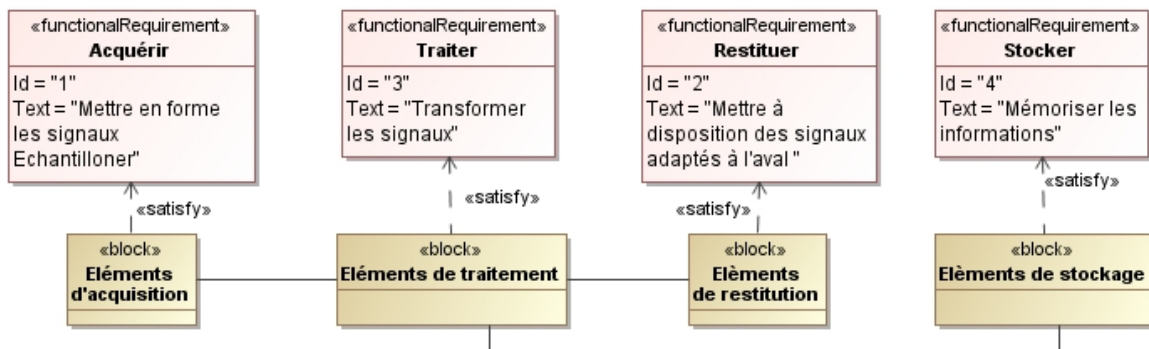 «functionalRequirement»
Acquérir
Id = "1"
Text = "Mettre en forme
les signaux
Echantilloner"
«functionalRequirement»
Traiter
Id = "3"
Text = "Transformer
les signaux"
«functionalRequirement»
Restituer
Id = "2"
Text = "Mettre à
disposition des signaux
adaptés à l'aval "
«functionalRequirement»
Stocker
Id = "4"
Text = "Mémoriser les
informations"
«satisfy»
«satisfy»
«satisfy»
«satisfy»
«block»
Eléments
d'acquisition
«block»
Eléments de traitement
«block»
Elèments
de restitution
«block»
Elèments de stockage